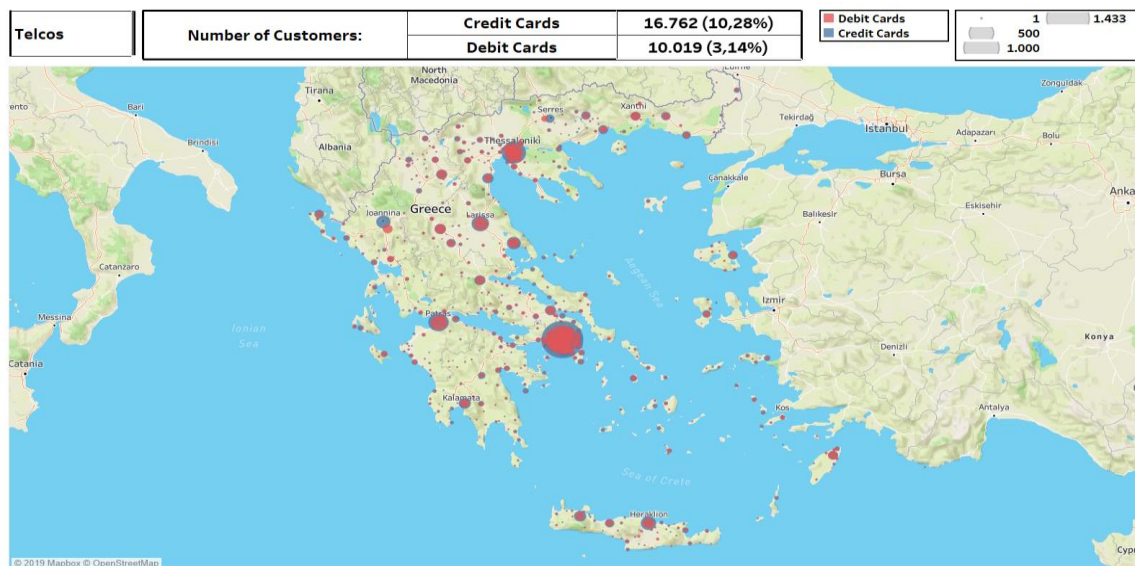 Telcos
Number of Customers:
Credit Cards
16.762 (10,28%)
Debit Cards
10.019 (3,14%)
Debit Cards
Credit Cards
1
1.433
500
1.000
North
Macedonia
Tirana
Bari
Brindisi
Albania
Serres
Xanthi
Thessaloniki
Edirne
Tekirdağ
Istanbul
Zonguldak
Adapazarı
Bolu
Çanakkale
Bursa
Balıkesir
Eskisehir
Anka
Ioannina
Greece
Larissa
Catanzaro
Messina
Catania
Ionian
Sea
Aegean Sea
Izmir
Patras
Denizli
Konya
Kalamata
Kos
Antalya
Sea of Crete
Heraklion
Cyp
© 2019 Mapbox © OpenStreetMap